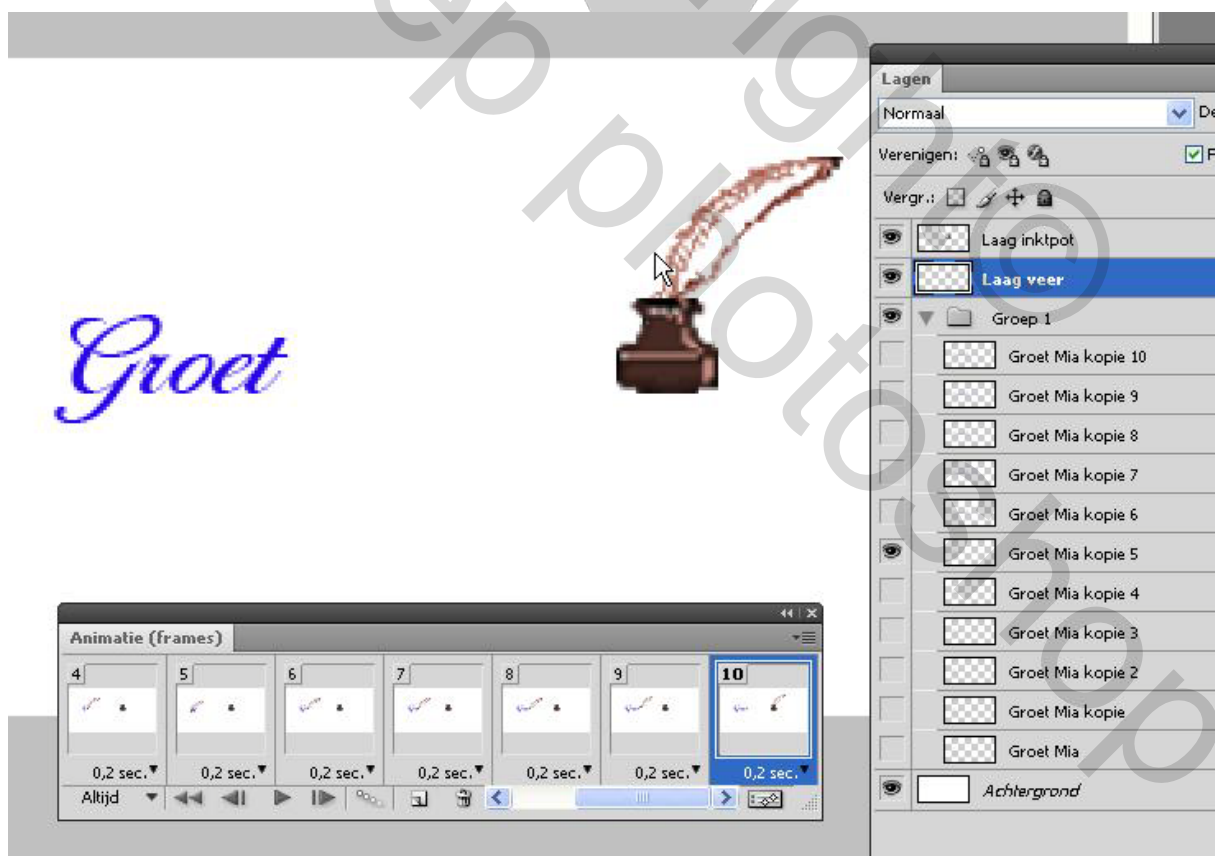 Lagen
Normaal De
Verenigen: F
Vergr.:
Laag inktpot
Laag veer
Groep 1
Groet Mia kopie 10
Groet Mia kopie 9
Groet Mia kopie 8
Groet Mia kopie 7
Groet Mia kopie 6
Groet Mia kopie 5
Groet Mia kopie 4
Groet Mia kopie 3
Groet Mia kopie 2
Groet Mia kopie
Groet Mia
Achtergrond
Groet
Animatie (frames)
4 5 6 7 8 9 10
0,2 sec. 0,2 sec. 0,2 sec. 0,2 sec. 0,2 sec. 0,2 sec. 0,2 sec.
Altijd
photoshop